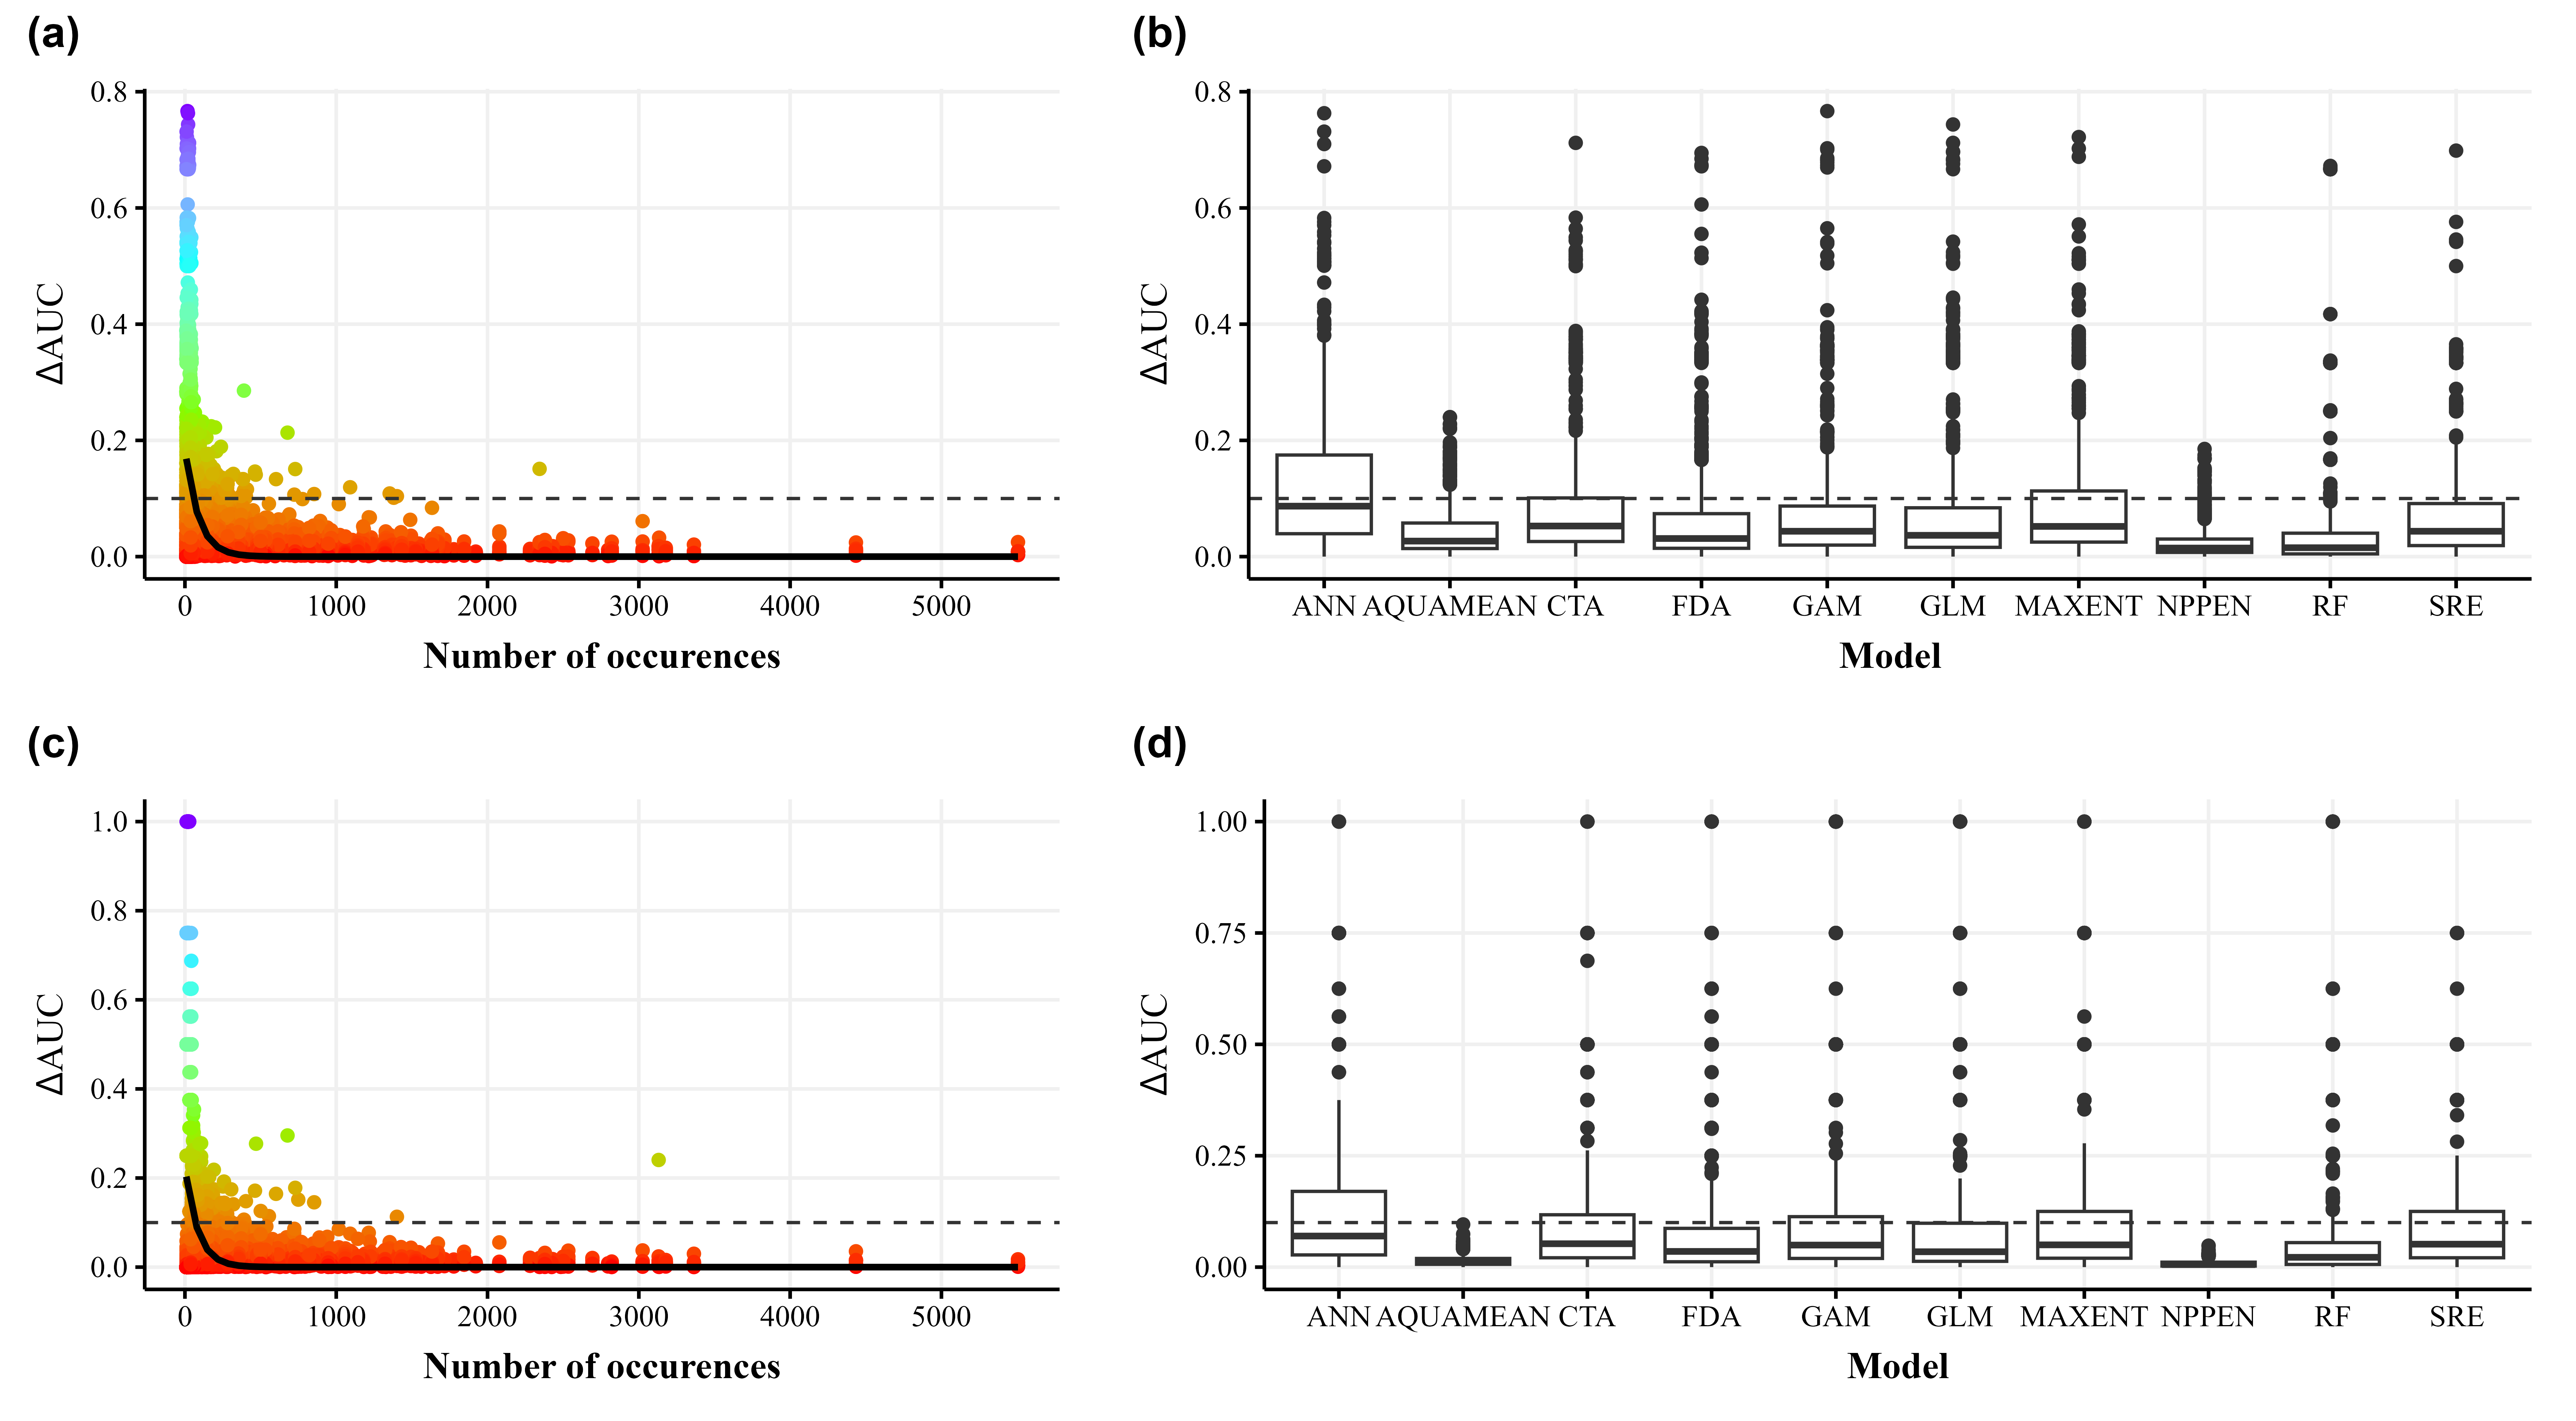 (a)
(b)
0.8
0.6
0.4
0.2
0.0
ΔAUC
0 1000 2000 3000 4000 5000
Number of occurences
0.8
0.6
0.4
0.2
0.0
ΔAUC
ANN AQUAMEAN CTA FDA GAM GLM MAXENT NPPEN RF SRE
Model
(c)
(d)
1.0
0.8
0.6
0.4
0.2
0.0
ΔAUC
0 1000 2000 3000 4000 5000
Number of occurences
1.00
0.75
0.50
0.25
0.00
ΔAUC
ANN AQUAMEAN CTA FDA GAM GLM MAXENT NPPEN RF SRE
Model